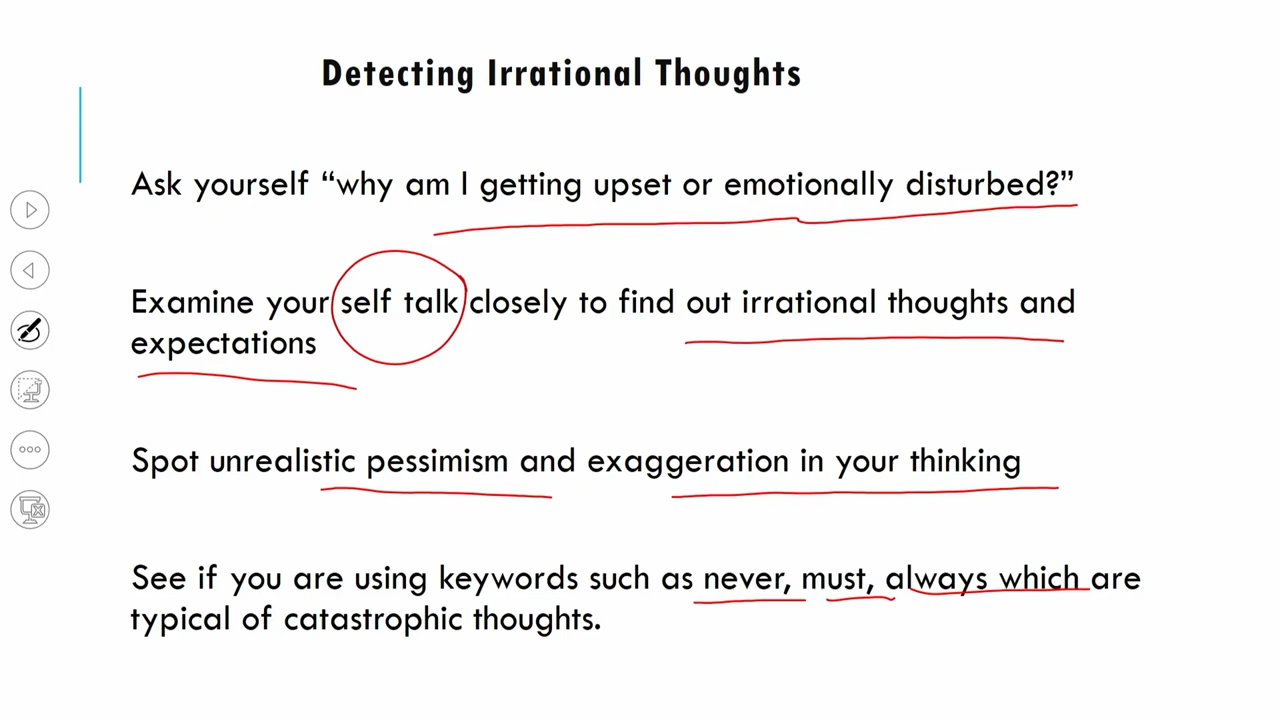 Detecting Irrational Thoughts
Ask yourself “why am I getting upset or emotionally disturbed?”
Examine your self talk closely to find out irrational thoughts and
expectations
Spot unrealistic pessimism and exaggeration in your thinking
See if you are using keywords such as never, must, always which are
typical of catastrophic thoughts.